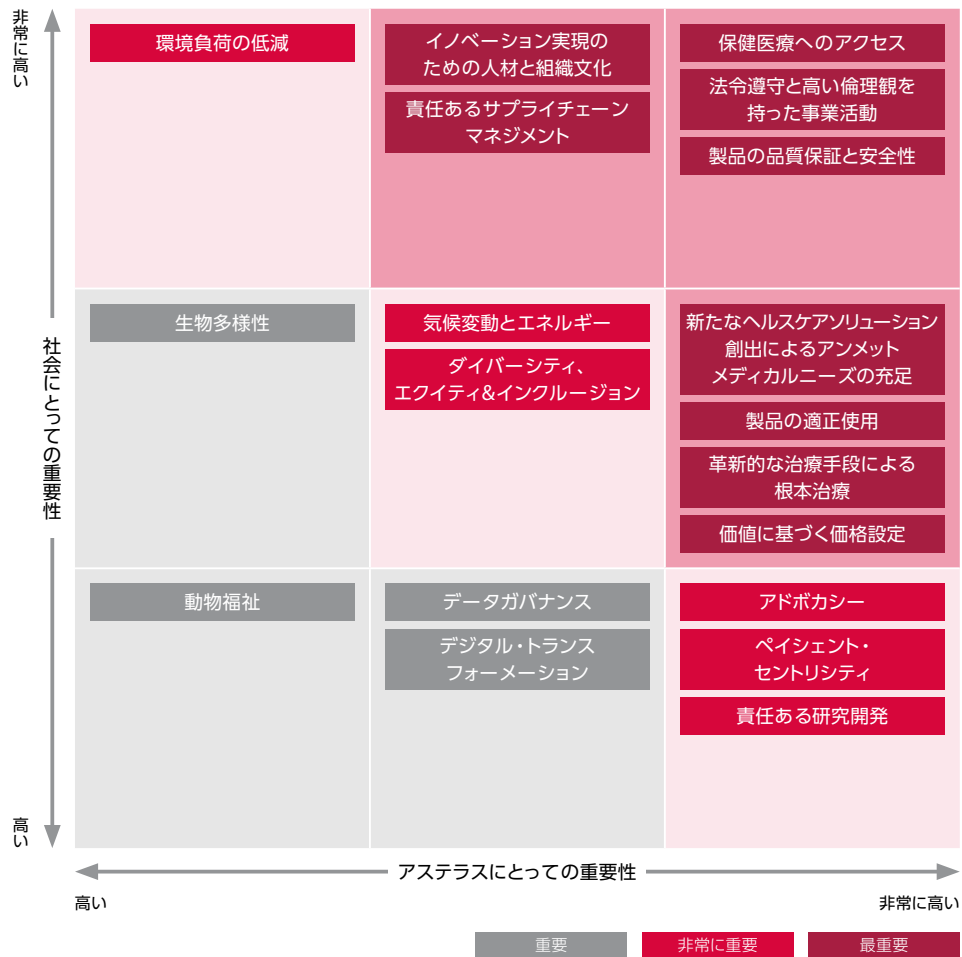 非常に高い
環境負荷の低減
イノベーション実現の
ための人材と組織文化
責任あるサプライチェーン
マネジメント
保健医療へのアクセス
法令遵守と高い倫理観を
持った事業活動
製品の品質保証と安全性
社会にとっての重要性
生物多様性
気候変動とエネルギー
ダイバーシティ、
エクイティ&インクルージョン
新たなヘルスケアソリューション
創出によるアンメット
メディカルニーズの充足
製品の適正使用
革新的な治療手段による
根本治療
価値に基づく価格設定
動物福祉
データガバナンス
デジタル・トランス
フォーメーション
アドボカシー
ペイシェント・
セントリシティ
責任ある研究開発
高い
アステラスにとっての重要性
高い
非常に高い
重要
非常に重要
最重要